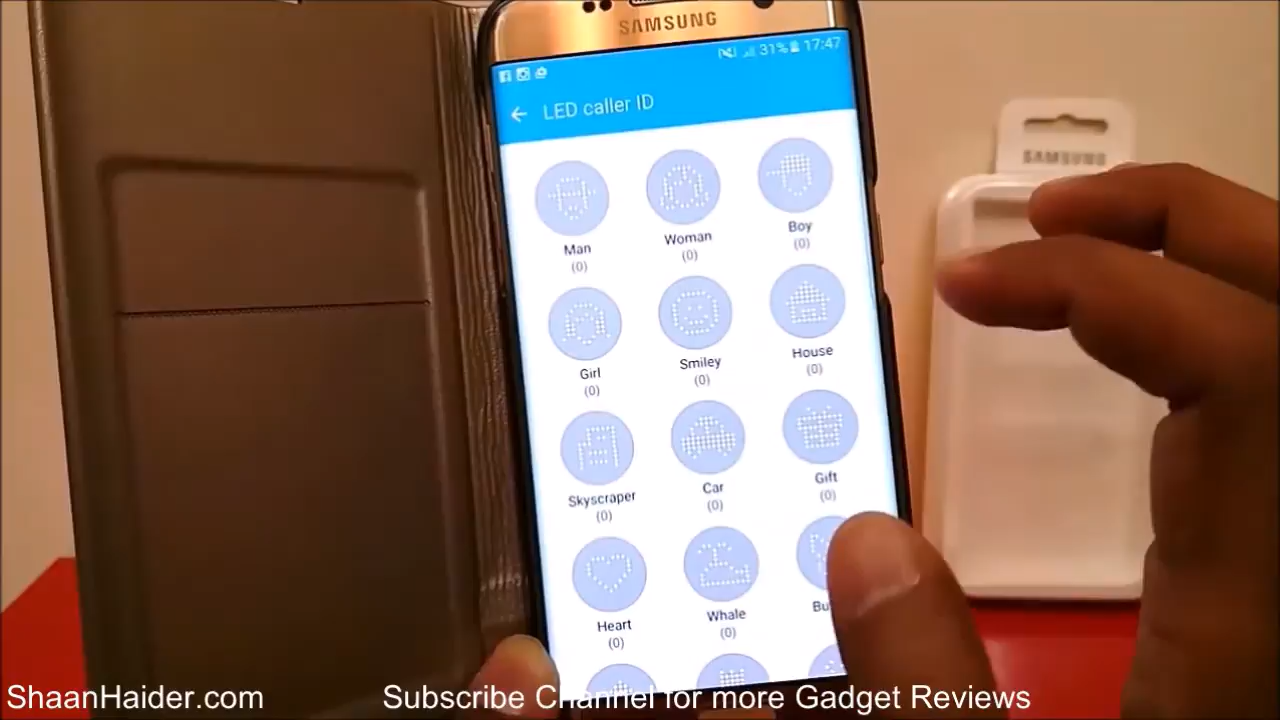 SAMSUNG
31% 17:47
LED caller ID
Man Woman Boy
(0) (0) (0)
Girl Smiley House
(0) (0) (0)
Skyscraper Car Gift
(0) (0) (0)
Heart Whale
(0) (0)
SAMSUNG
ShaanHaider.com Subscribe Channel for more Gadget Reviews